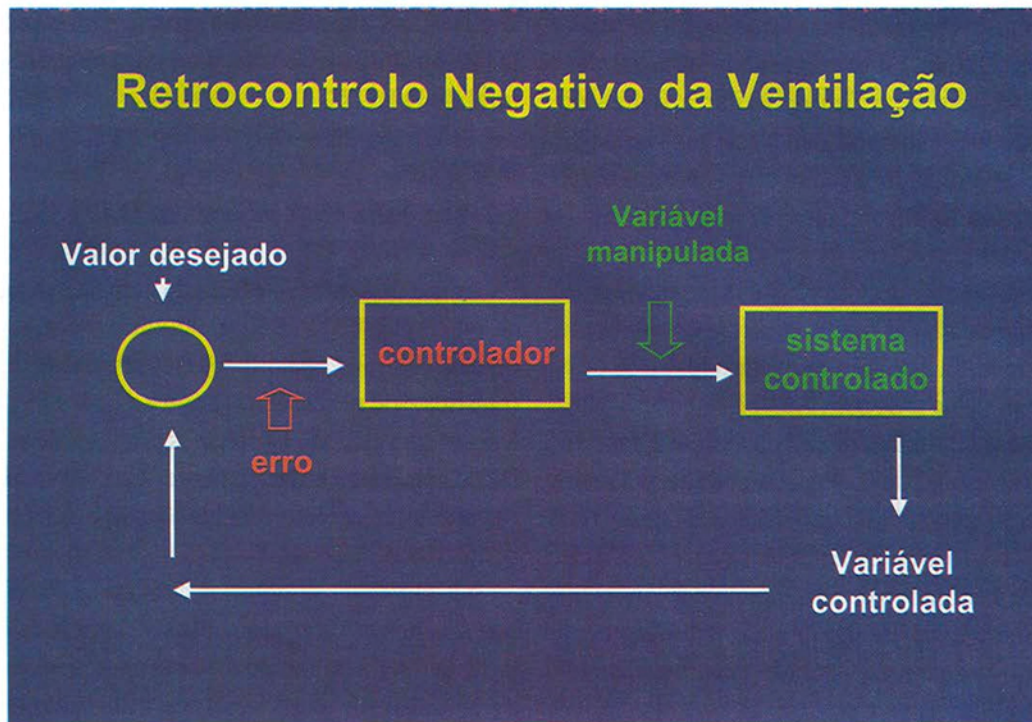 Retrocontrolo Negativo da Ventilação
Valor desejado
Variável
manipulada
controlador
sistema
controlado
erro
Variável
controlada